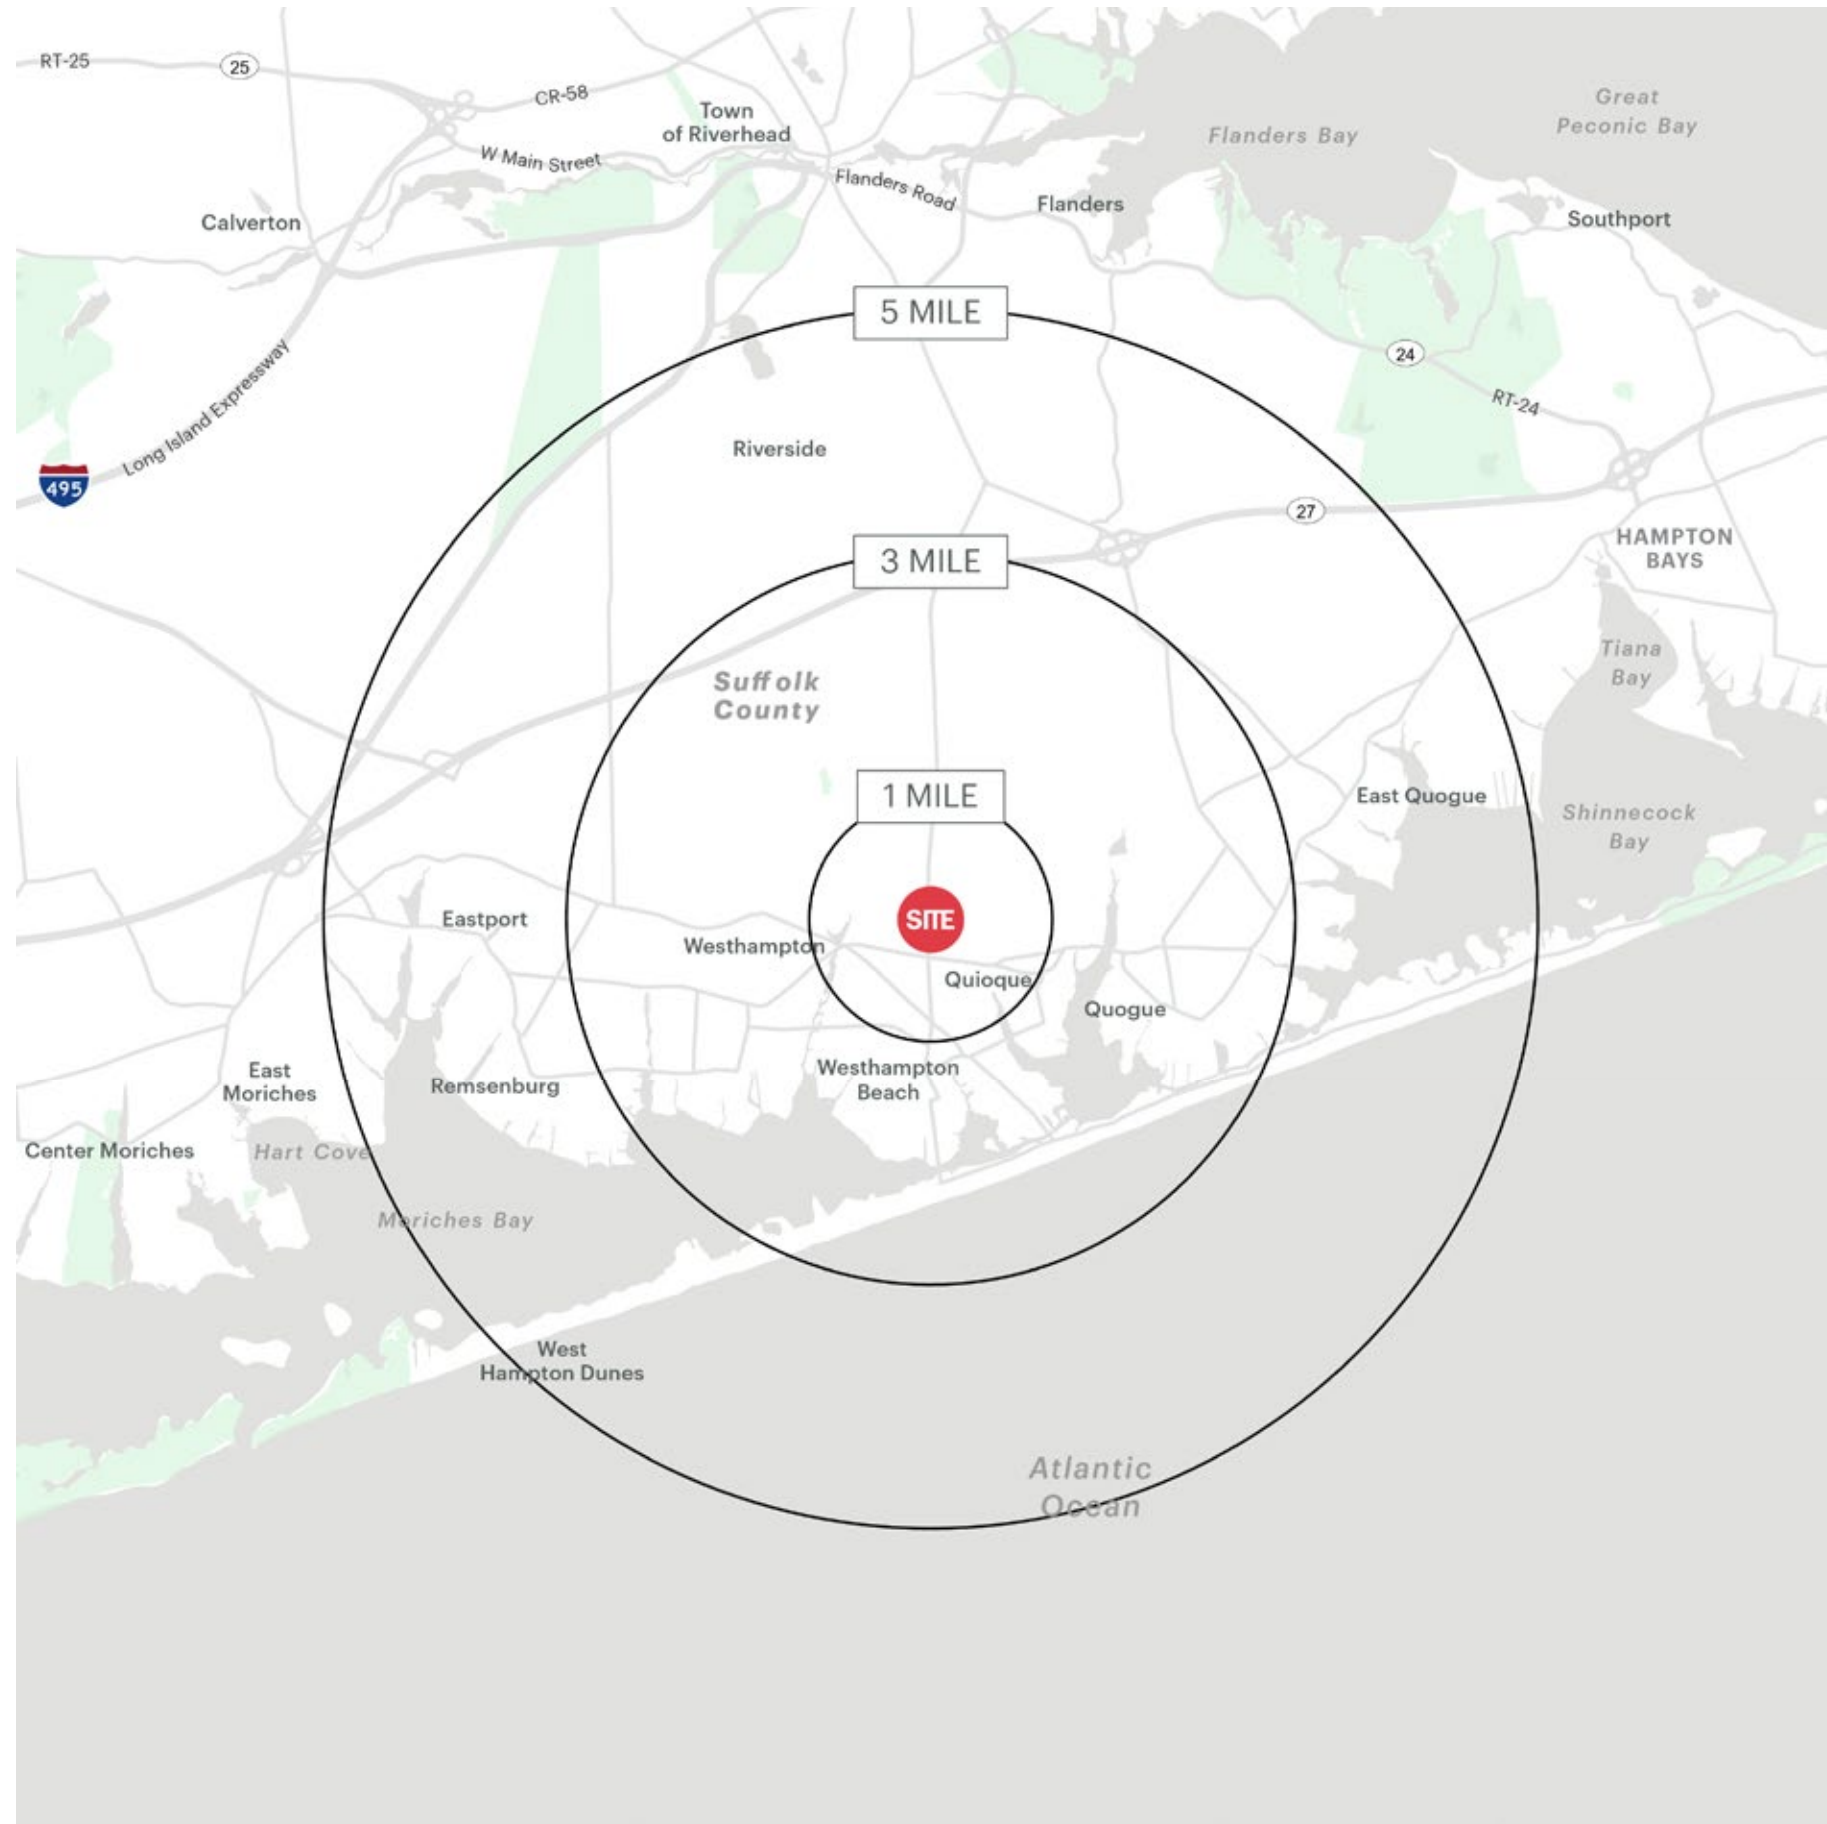 RT-25
25
CR-58
Great
Peconic Bay
Town
of Riverhead
Flanders Bay
W Main Street
Flanders Road
Flanders
Calverton
Southport
5 MILE
24
Long Island Expressway
RT-24
Riverside
495
27
HAMPTON
BAYS
3 MILE
Tiana
Bay
Suffolk
County
1 MILE
East Quogue
Shinnecock
Bay
Eastport
SITE
Westhampton
Quioque
Quogue
East
Moriches
Remsenburg
Westhampton
Beach
Center Moriches
Hart Cove
Moriches Bay
West
Hampton Dunes
Atlantic
Ocean